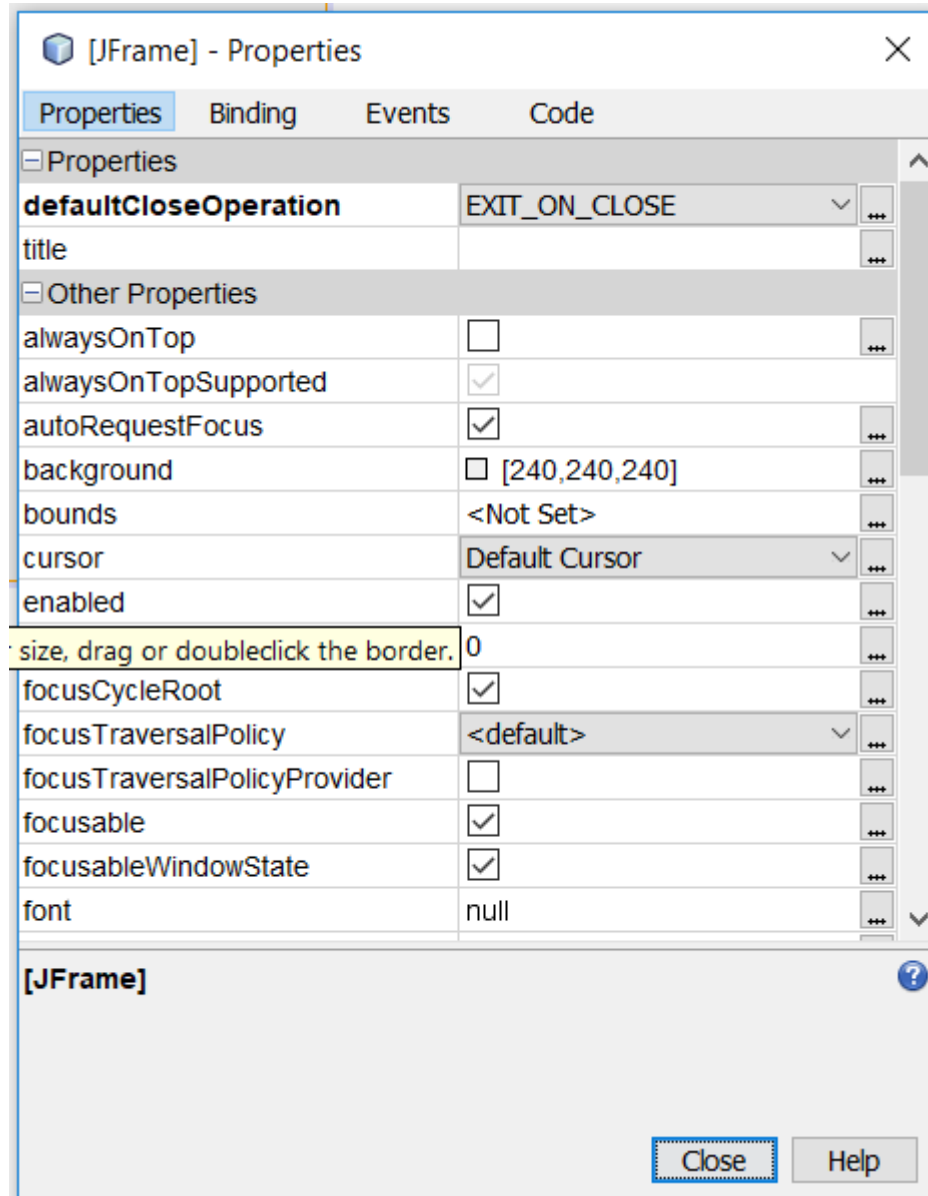 [JFrame] - Properties
Properties Binding Events Code
Properties
defaultCloseOperation EXIT_ON_CLOSE ...
title ...
Other Properties
alwaysOnTop ...
alwaysOnTopSupported
autoRequestFocus ...
background [240,240,240] ...
bounds <Not Set> ...
cursor Default Cursor ...
enabled ...
size, drag or doubleclick the border. 0 ...
focusCycleRoot ...
focusTraversalPolicy <default> ...
focusTraversalPolicyProvider ...
focusable ...
focusableWindowState ...
font null ...
[JFrame] ?
Close Help